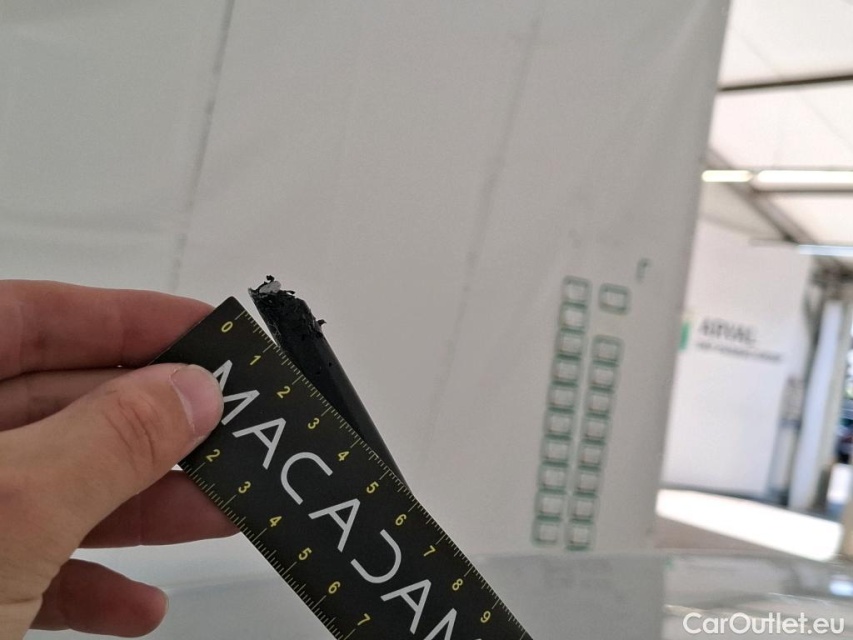 ARVAL
0 1 2 3 4 5 6 7 8 9
MACADAM
2 3 4 5 6 7
CarOutlet.eu